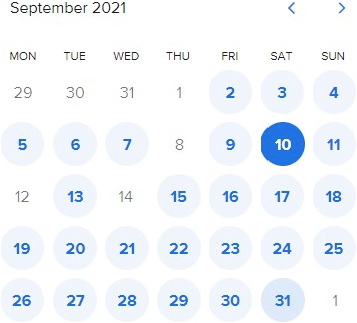 September 2021
MON TUE WED THU FRI SAT SUN
29 30 31 1 2 3 4
5 6 7 8 9 10 11
12 13 14 15 16 17 18
19 20 21 22 23 24 25
26 27 28 29 30 31 1